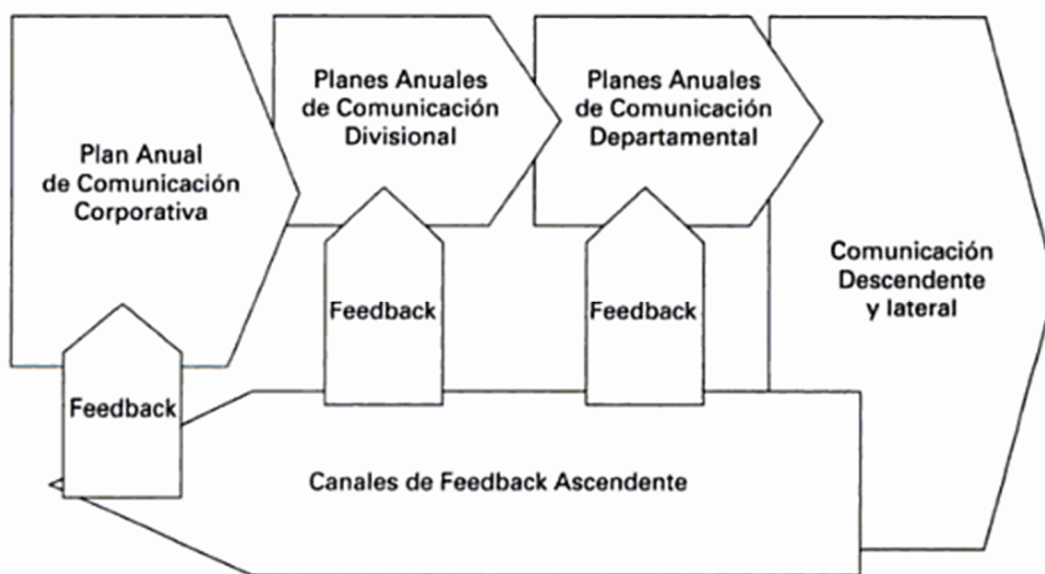 Plan Anual
de Comunicación
Corporativa
Planes Anuales
de Comunicación
Divisional
Planes Anuales
de Comunicación
Departamental
Comunicación
Descendente
y lateral
Feedback
Feedback
Feedback
Canales de Feedback Ascendente